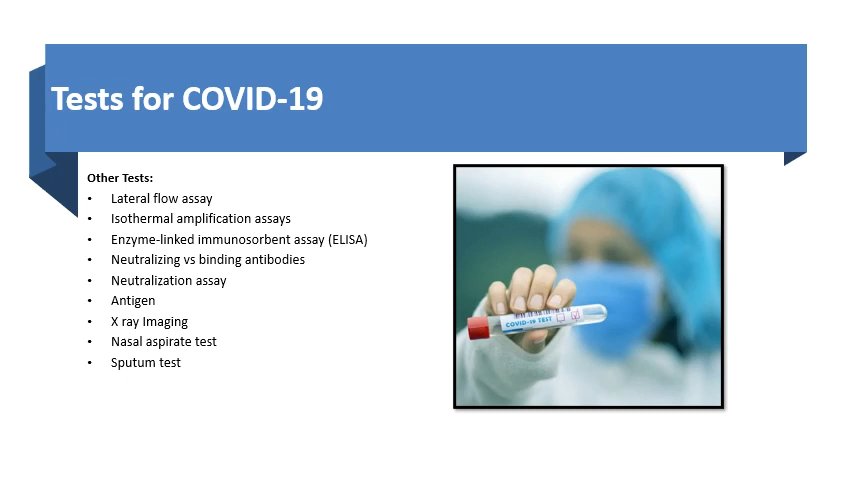 Tests for COVID-19
Other Tests:
• Lateral flow assay
• Isothermal amplification assays
• Enzyme-linked immunosorbent assay (ELISA)
• Neutralizing vs binding antibodies
• Neutralization assay
• Antigen
• X ray Imaging
• Nasal aspirate test
• Sputum test
COVID-19 TEST